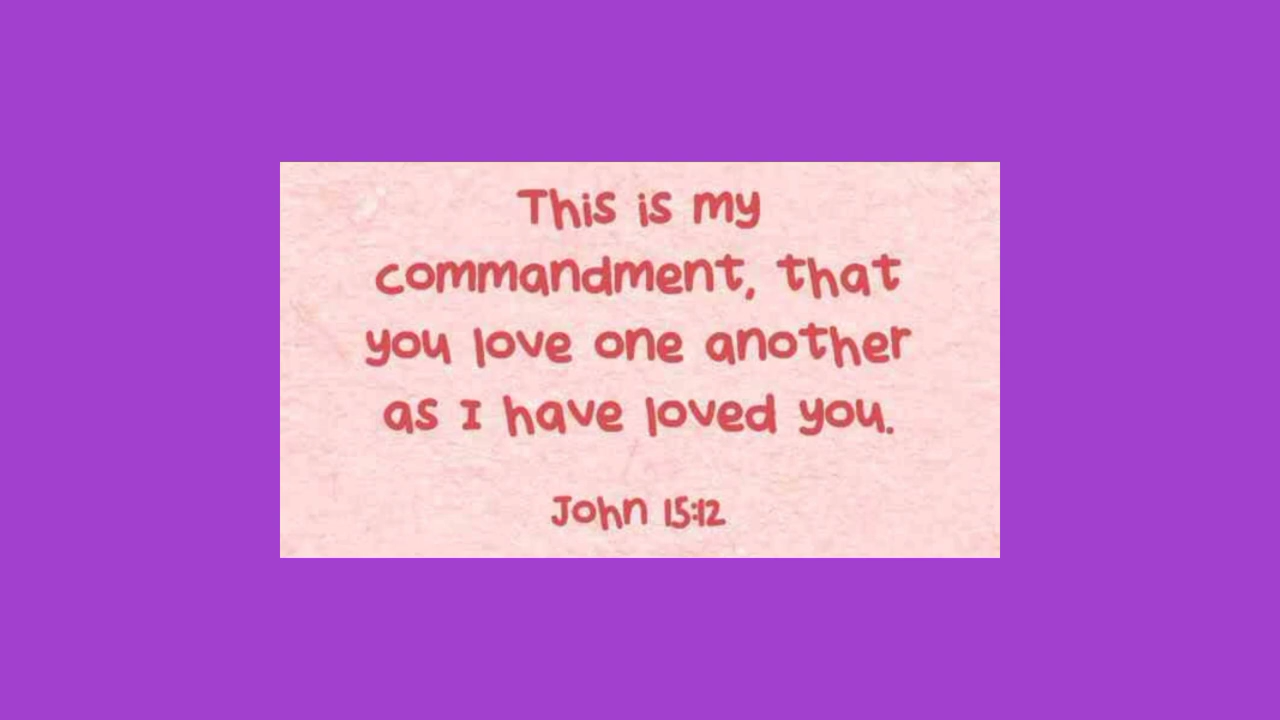 This is my
commandment, that
you love one another
as I have loved you.
John 15:12